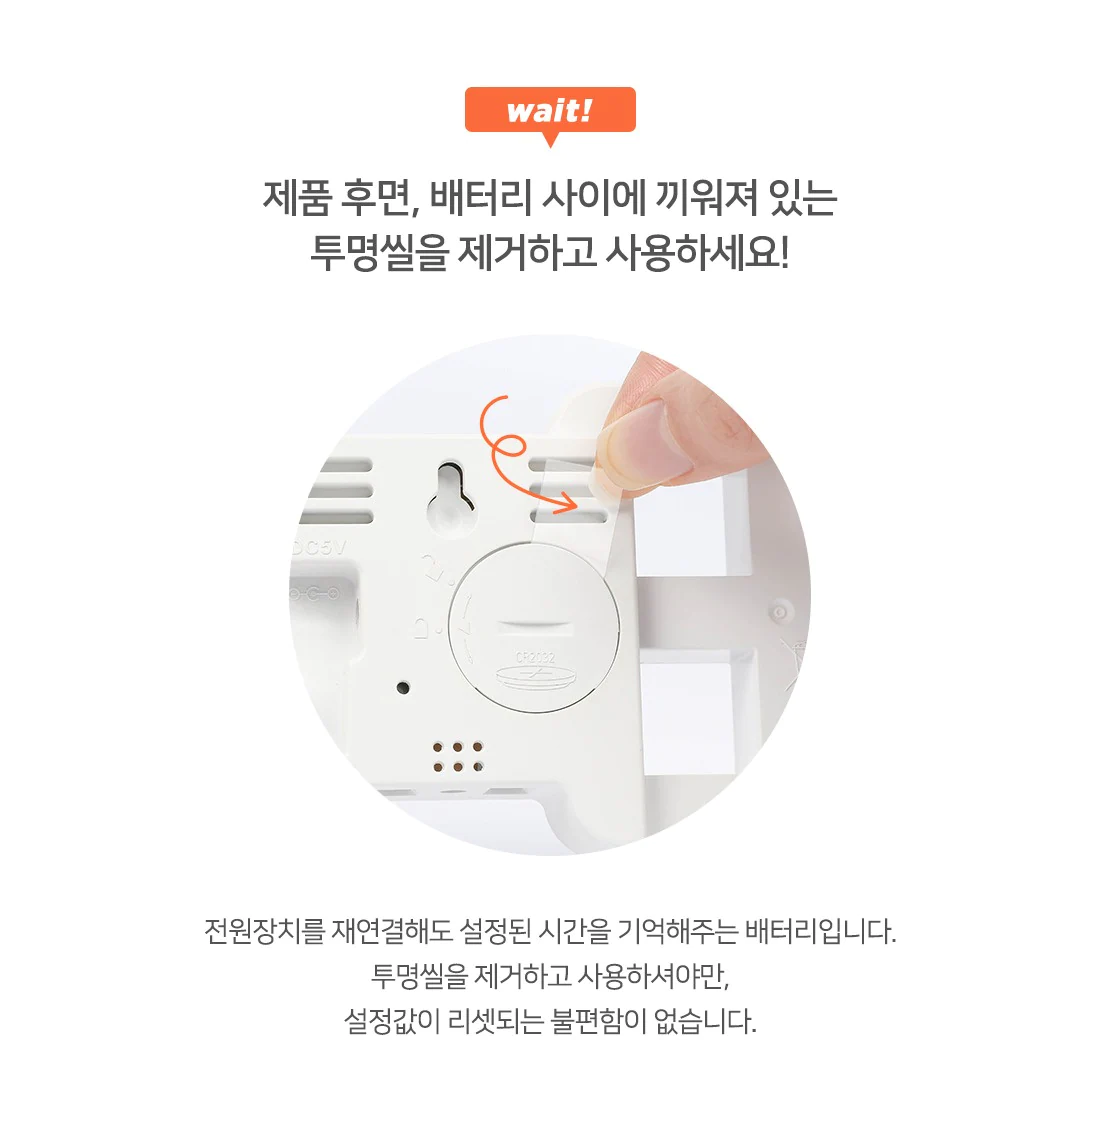 wait!
제품 후면, 배터리 사이에 끼워져 있는
투명씰을 제거하고 사용하세요!
DC5V
CR2032
전원장치를 재연결해도 설정된 시간을 기억해주는 배터리입니다.
투명씰을 제거하고 사용하셔야만,
설정값이 리셋되는 불편함이 없습니다.